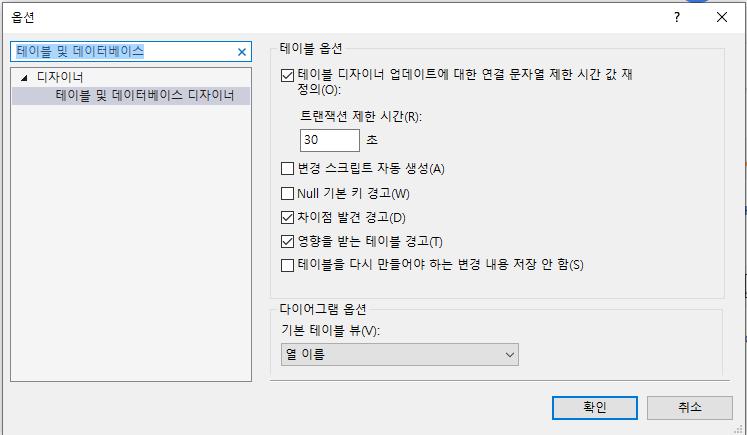 옵션
테이블 및 데이터베이스
디자이너
테이블 및 데이터베이스 디자이너
테이블 옵션
테이블 디자이너 업데이트에 대한 연결 문자열 제한 시간 값 재
정의(O):
트랜잭션 제한 시간(R):
30 초
변경 스크립트 자동 생성(A)
Null 기본 키 경고(W)
차이점 발견 경고(D)
영향을 받는 테이블 경고(T)
테이블을 다시 만들어야 하는 변경 내용 저장 안 함(S)
다이어그램 옵션
기본 테이블 뷰(V):
열 이름
확인 취소